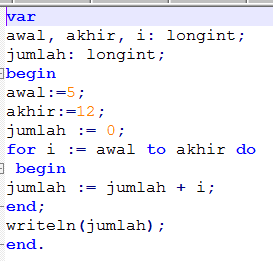 var
awal, akhir, i: longint;
jumlah: longint;
begin
awal:=5;
akhir:=12;
jumlah := 0;
for i := awal to akhir do
begin
jumlah := jumlah + i;
end;
writeln(jumlah);
end.